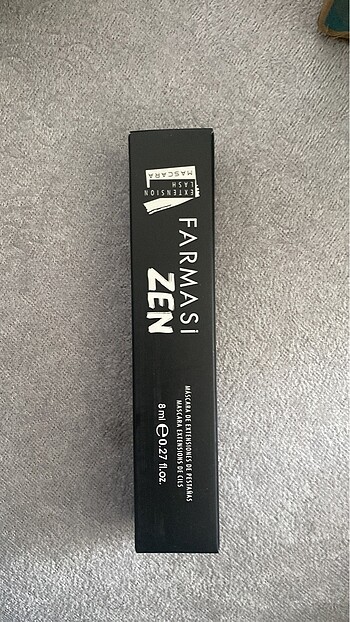 EXTENSION
LASH
MASCARA
FARMASİ
ZEN
MÁSCARA DE EXTENSIONES DE PESTAÑAS
MASCARA EXTENSIONS DE CILS
8 ml ℮ 0.27 fl.oz.